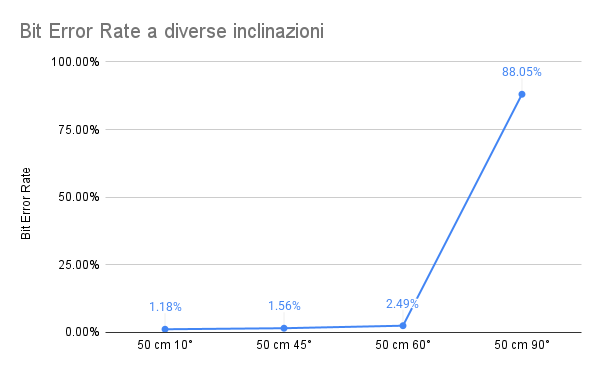 Bit Error Rate a diverse inclinazioni
100.00%
88.05%
75.00%
Bit Error Rate
50.00%
25.00%
1.18%
1.56%
2.49%
0.00%
50 cm 10°
50 cm 45°
50 cm 60°
50 cm 90°